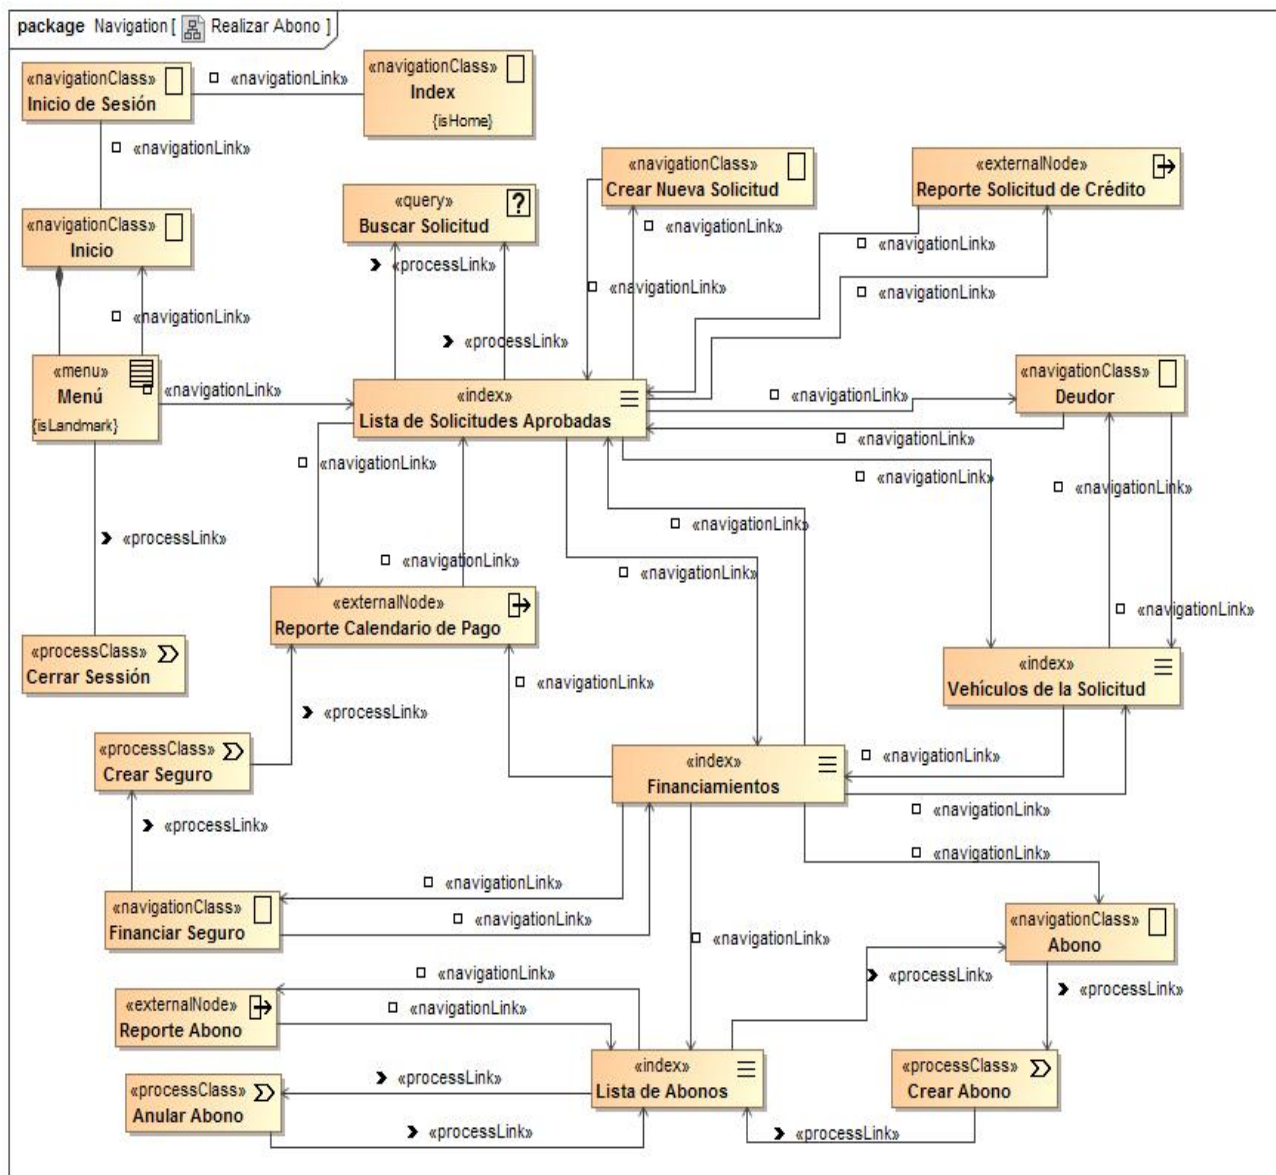 package Navigation [ Realizar Abono ]
«navigationClass»
Inicio de Sesión
«navigationLink»
«navigationClass»
Index
{isHome}
«navigationLink»
«navigationClass»
Inicio
«navigationLink»
«query»
Buscar Solicitud
?
«processLink»
«processLink»
«navigationClass»
Crear Nueva Solicitud
«navigationLink»
«navigationLink»
«externalNode»
Reporte Solicitud de Crédito
«navigationLink»
«navigationLink»
«menu»
Menú
{isLandmark}
«navigationLink»
«index»
Lista de Solicitudes Aprobadas
«navigationLink»
«navigationLink»
«navigationClass»
Deudor
«navigationLink»
«navigationLink»
«navigationLink»
«navigationLink»
«navigationLink»
«processLink»
«navigationLink»
«navigationLink»
«navigationLink»
«externalNode»
Reporte Calendario de Pago
«processClass»
Cerrar Sessión
«index»
Vehículos de la Solicitud
«navigationLink»
«processLink»
«processClass»
Crear Seguro
«index»
Financiamientos
«navigationLink»
«navigationLink»
«processLink»
«navigationLink»
«navigationLink»
«navigationClass»
Financiar Seguro
«navigationLink»
«navigationLink»
«navigationClass»
Abono
«navigationLink»
«processLink»
«processLink»
«externalNode»
Reporte Abono
«navigationLink»
«index»
Lista de Abonos
«processClass»
Crear Abono
«processLink»
«processClass»
Anular Abono
«processLink»
«processLink»